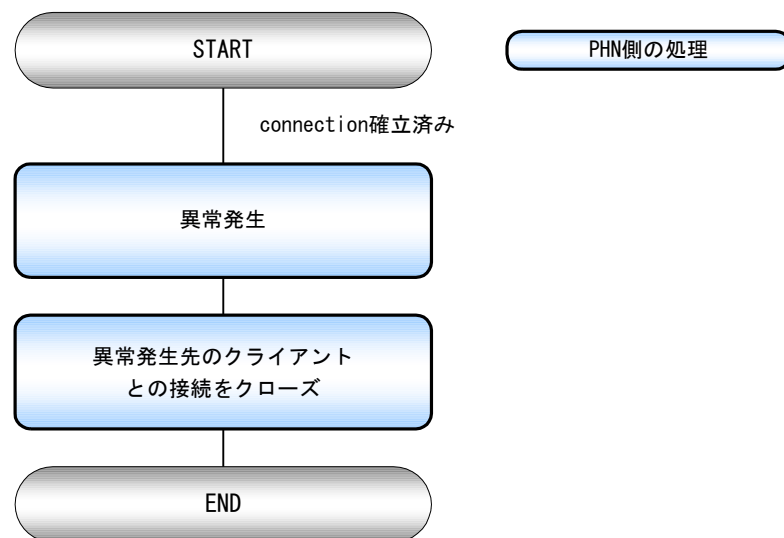 START
PHN側の処理
connection確立済み
異常発生
異常発生先のクライアント
との接続をクローズ
END